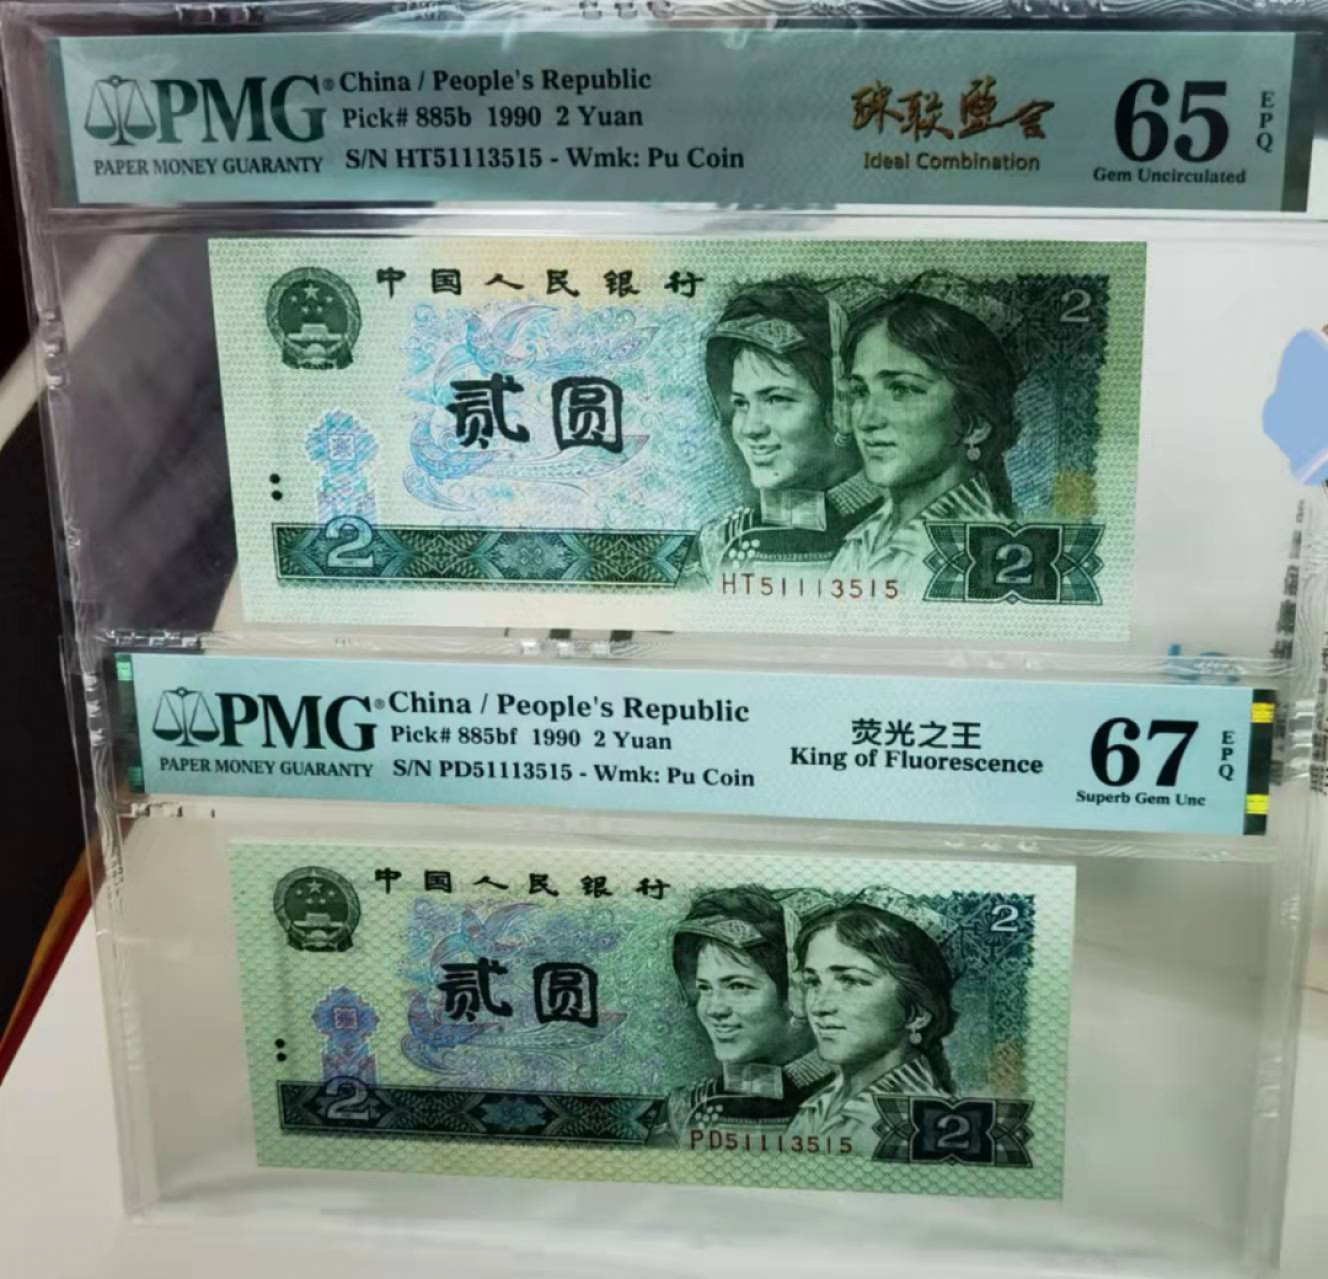 PMG®
PAPER MONEY GUARANTY
China / People's Republic
Pick# 885b 1990 2 Yuan
S/N HT51113515 - Wmk: Pu Coin
珠联璧合
Ideal Combination
65
Gem Uncirculated
EPQ
中国人民银行
2
贰圆
2
HT51113515
2
PMG®
PAPER MONEY GUARANTY
China / People's Republic
Pick# 885bf 1990 2 Yuan
S/N PD51113515 - Wmk: Pu Coin
荧光之王
King of Fluorescence
67
Superb Gem Unc
EPQ
中国人民银行
2
贰圆
2
PD51113515
2